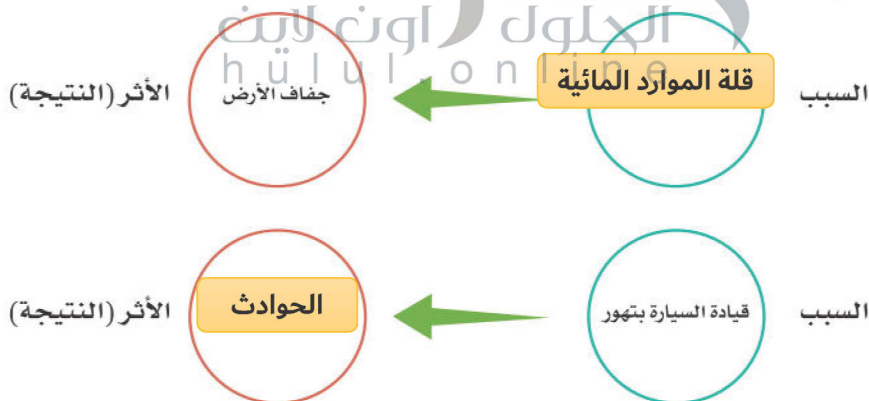 الحلول اون لاين
hulul.online
السبب
قلة الموارد المائية
جفاف الأرض
الأثر (النتيجة)
السبب
قيادة السيارة بتهور
الحوادث
الأثر (النتيجة)